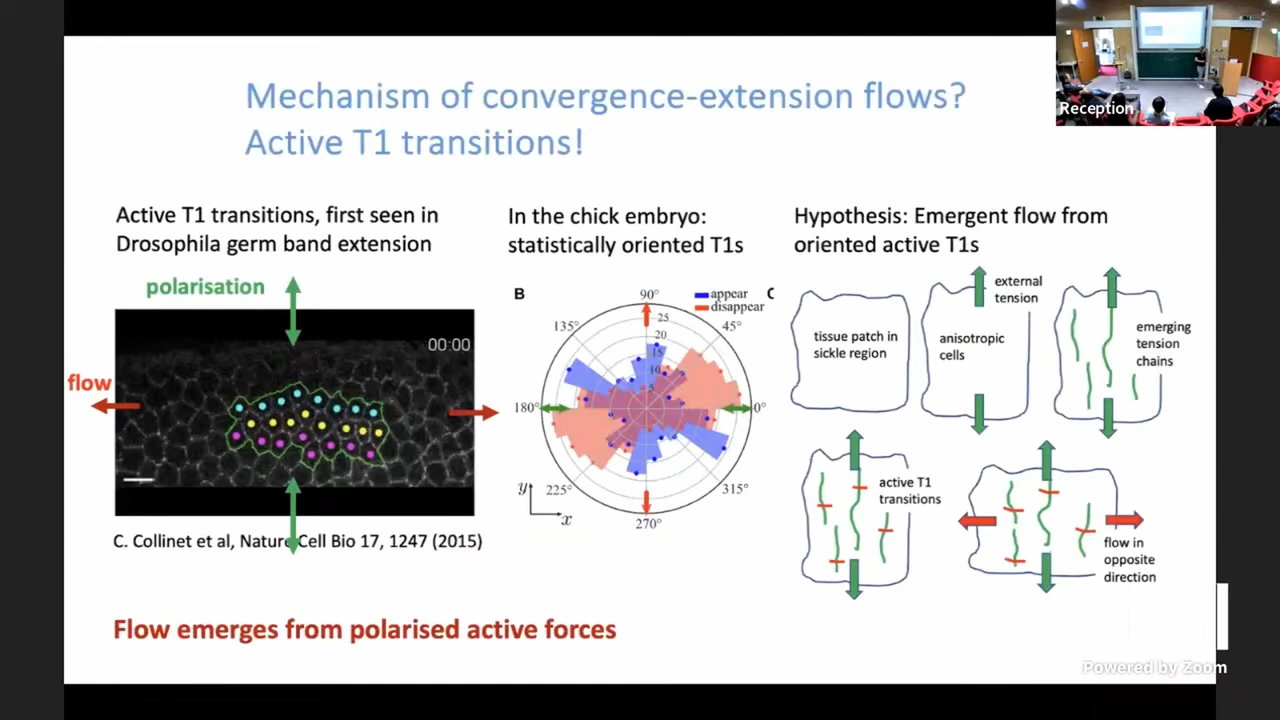 Mechanism of convergence-extension flows?
Active T1 transitions!
Reception
Active T1 transitions, first seen in
Drosophila germ band extension
polarisation
00:00
flow
C. Collinet et al, Nature Cell Bio 17, 1247 (2015)
In the chick embryo:
statistically oriented T1s
B
90°
appear
disappear
C
135°
45°
25
20
15
10
5
180°
0°
225°
315°
270°
y
x
Hypothesis: Emergent flow from
oriented active T1s
tissue patch in
sickle region
external
tension
anisotropic
cells
emerging
tension
chains
active T1
transitions
flow in
opposite
direction
Flow emerges from polarised active forces
Powered by Zoom